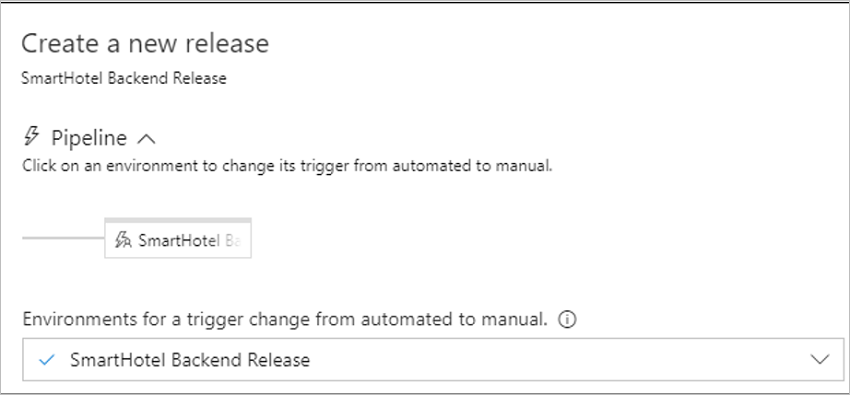 Create a new release
SmartHotel Backend Release
Pipeline
Click on an environment to change its trigger from automated to manual.
SmartHotel Ba
Environments for a trigger change from automated to manual.
SmartHotel Backend Release